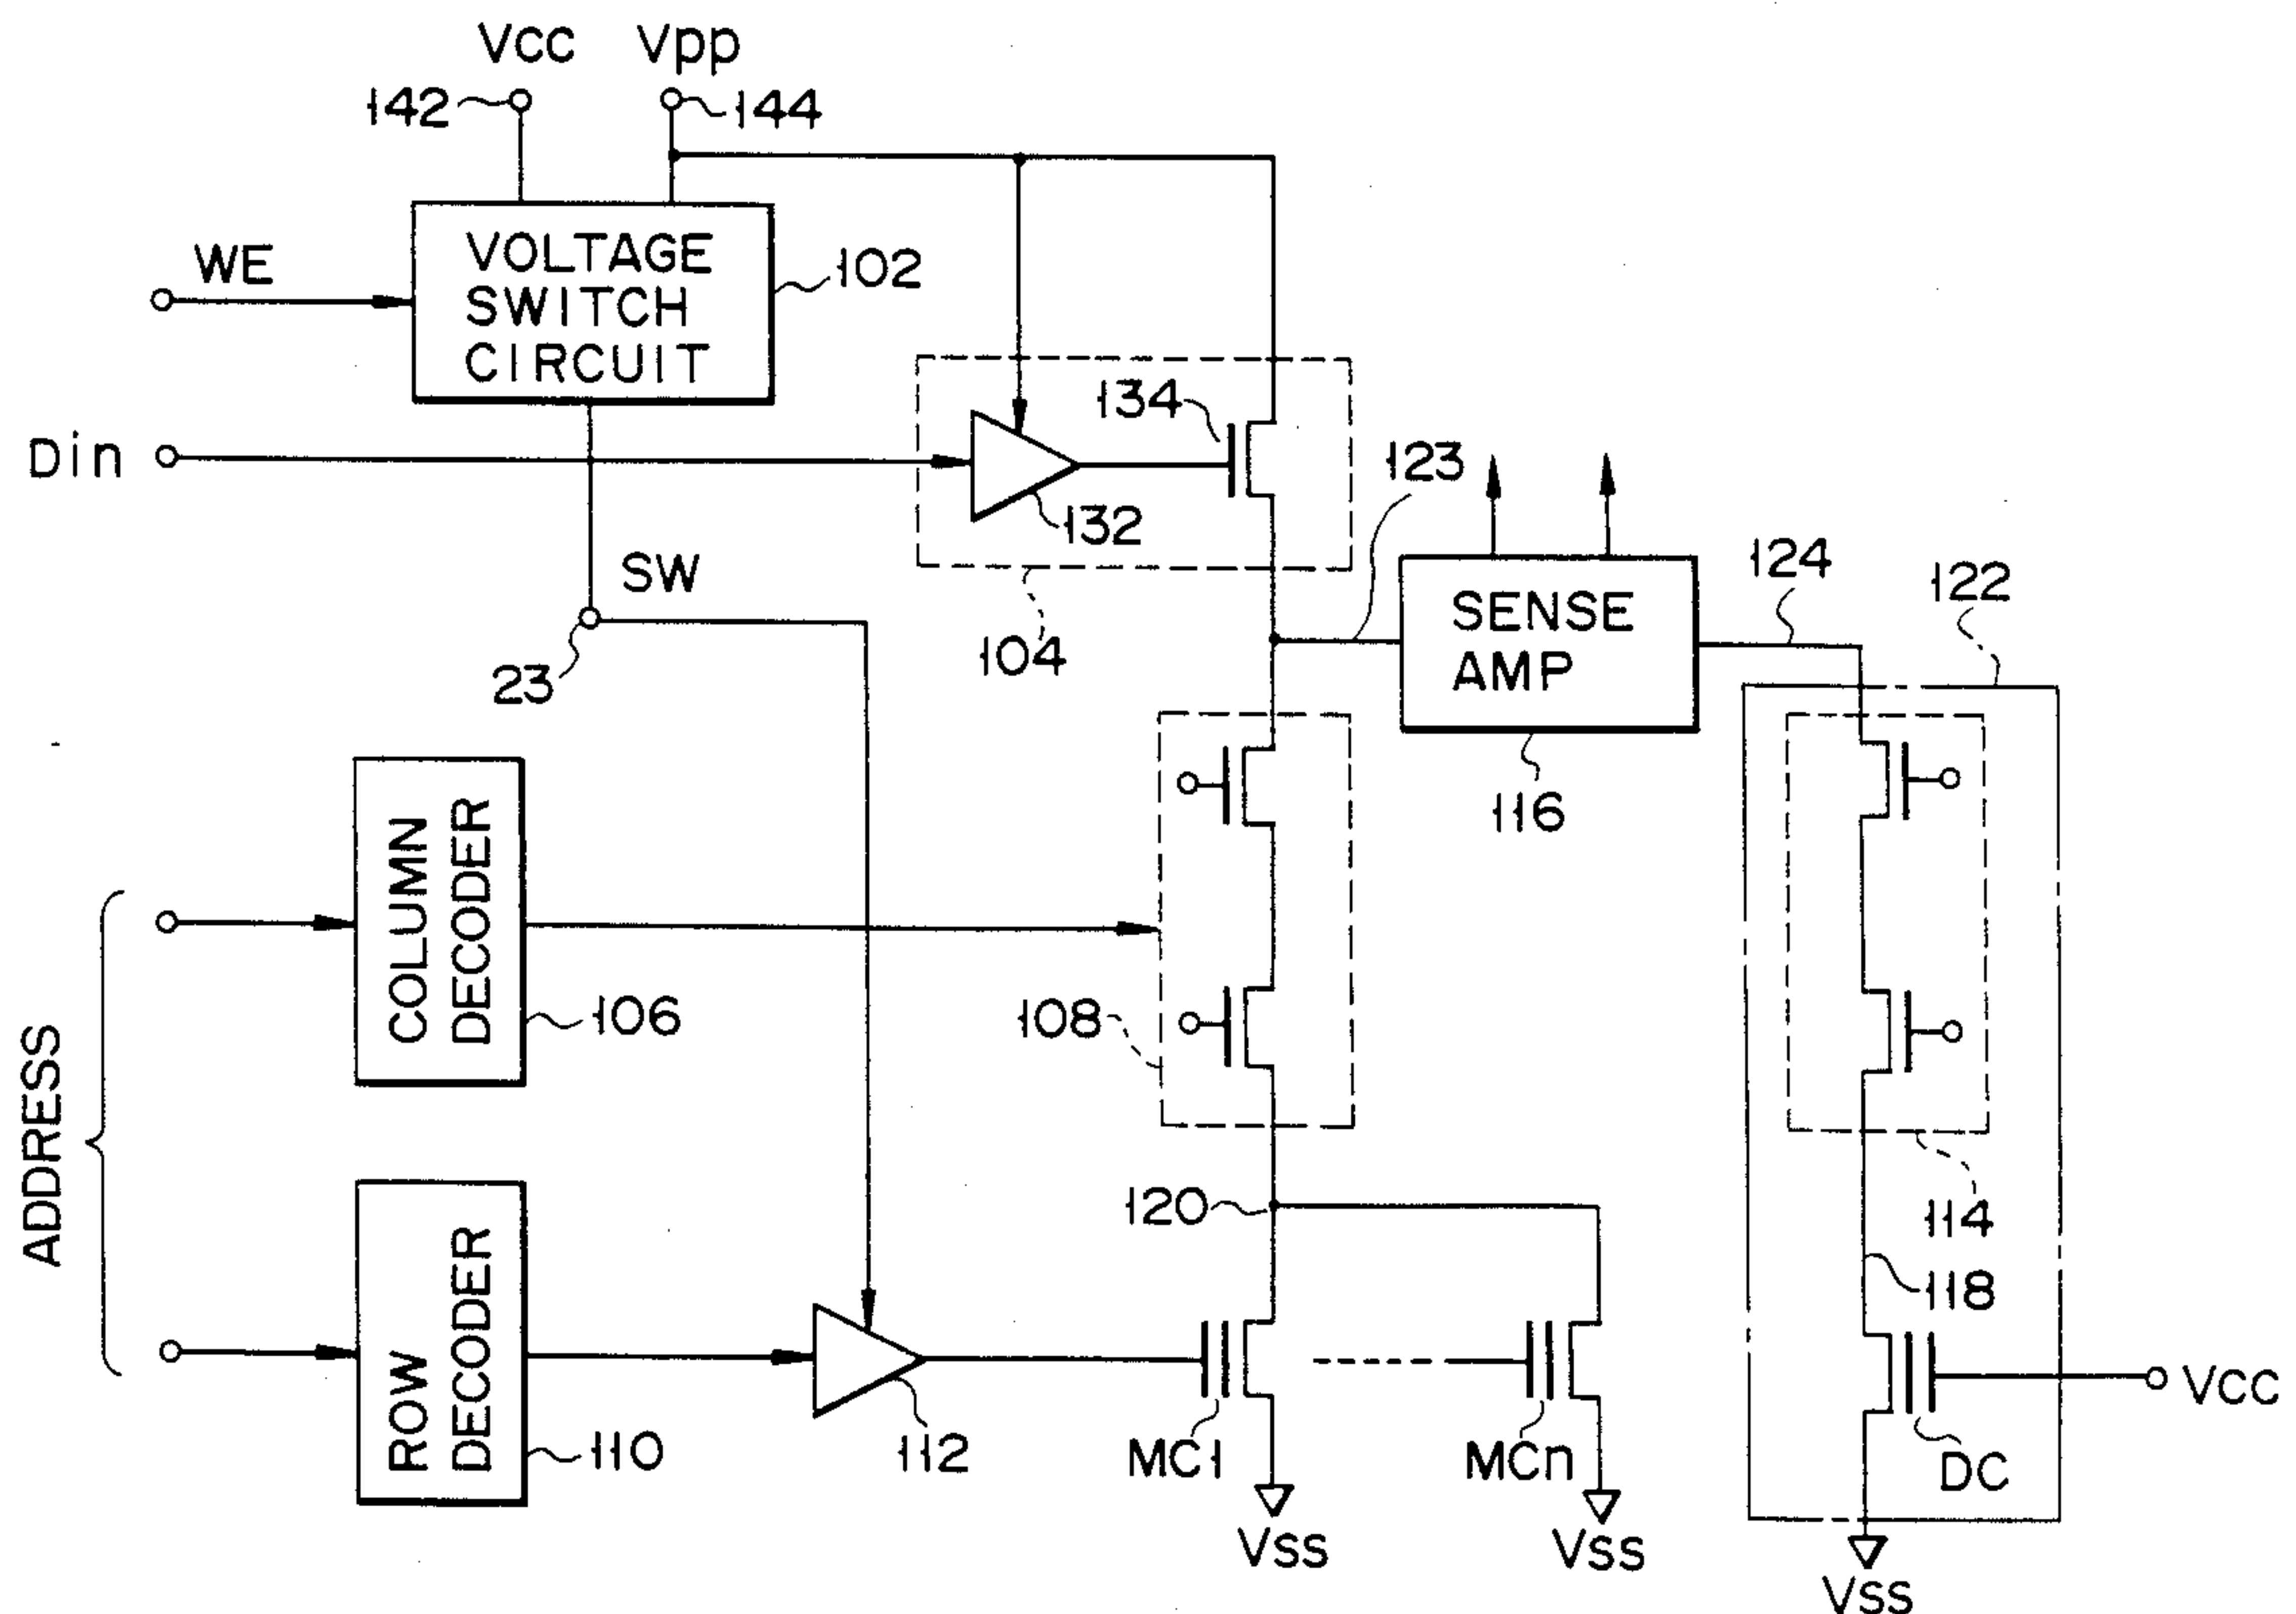 Vcc Vpp
142 144
WE
VOLTAGE
SWITCH
CIRCUIT
102
Din
134
132
104
123
SW
23
SENSE
AMP
116
124
122
COLUMN
DECODER
106
108
114
118
ADDRESS
120
ROW
DECODER
110
112
MC1
MCn
DC
Vcc
Vss
Vss
Vss